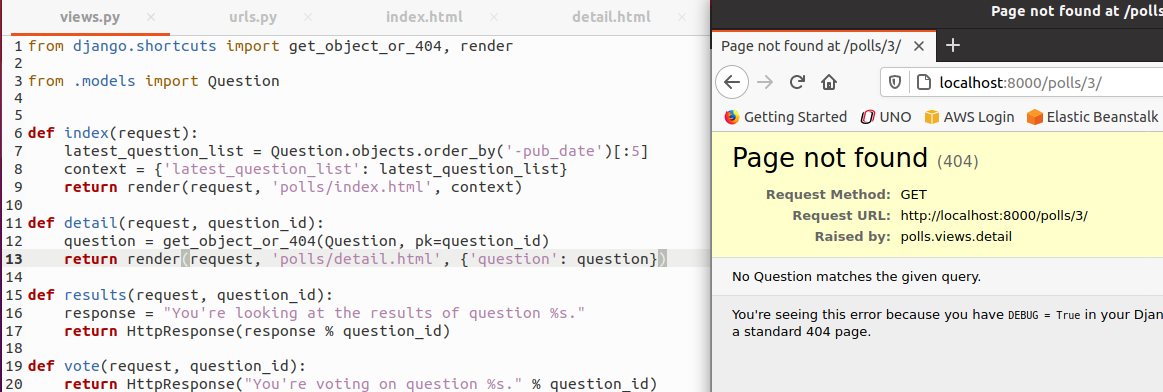 views.py × urls.py × index.html × detail.html ×
1 from django.shortcuts import get_object_or_404, render
2
3 from .models import Question
4
5
6 def index(request):
7     latest_question_list = Question.objects.order_by('-pub_date')[:5]
8     context = {'latest_question_list': latest_question_list}
9     return render(request, 'polls/index.html', context)
10
11 def detail(request, question_id):
12     question = get_object_or_404(Question, pk=question_id)
13     return render(request, 'polls/detail.html', {'question': question})
14
15 def results(request, question_id):
16     response = "You're looking at the results of question %s."
17     return HttpResponse(response % question_id)
18
19 def vote(request, question_id):
20     return HttpResponse("You're voting on question %s." % question_id)
Page not found at /polls
Page not found at /polls/3/ × +
localhost:8000/polls/3/
Getting Started UNO AWS Login Elastic Beanstalk
Page not found (404)
Request Method: GET
Request URL: http://localhost:8000/polls/3/
Raised by: polls.views.detail
No Question matches the given query.
You're seeing this error because you have DEBUG = True in your Djan
a standard 404 page.